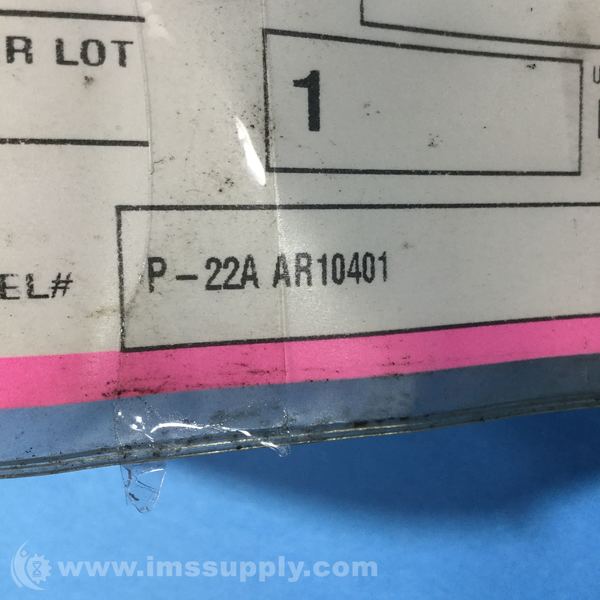 R LOT
1
U
EL#
P-22A AR10401
www.imssupply.com